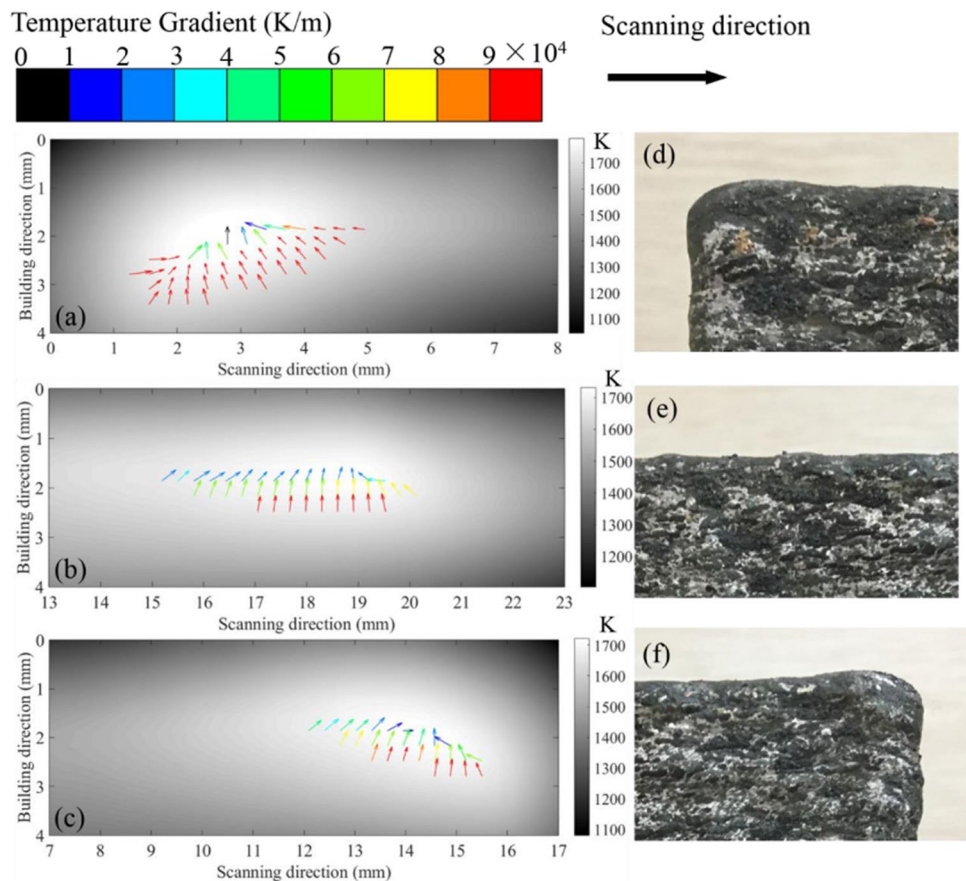 Temperature Gradient (K/m)
Scanning direction
0 1 2 3 4 5 6 7 8 9 ×10⁴
K
0
1
2
3
4
Building direction (mm)
(a)
1700
1600
1500
1400
1300
1200
1100
0 1 2 3 4 5 6 7 8
Scanning direction (mm)
(d)
K
0
1
2
3
4
Building direction (mm)
(b)
1700
1600
1500
1400
1300
1200
13 14 15 16 17 18 19 20 21 22 23
Scanning direction (mm)
(e)
K
0
1
2
3
4
Building direction (mm)
(c)
1600
1500
1400
1300
1200
1100
7 8 9 10 11 12 13 14 15 16 17
Scanning direction (mm)
(f)